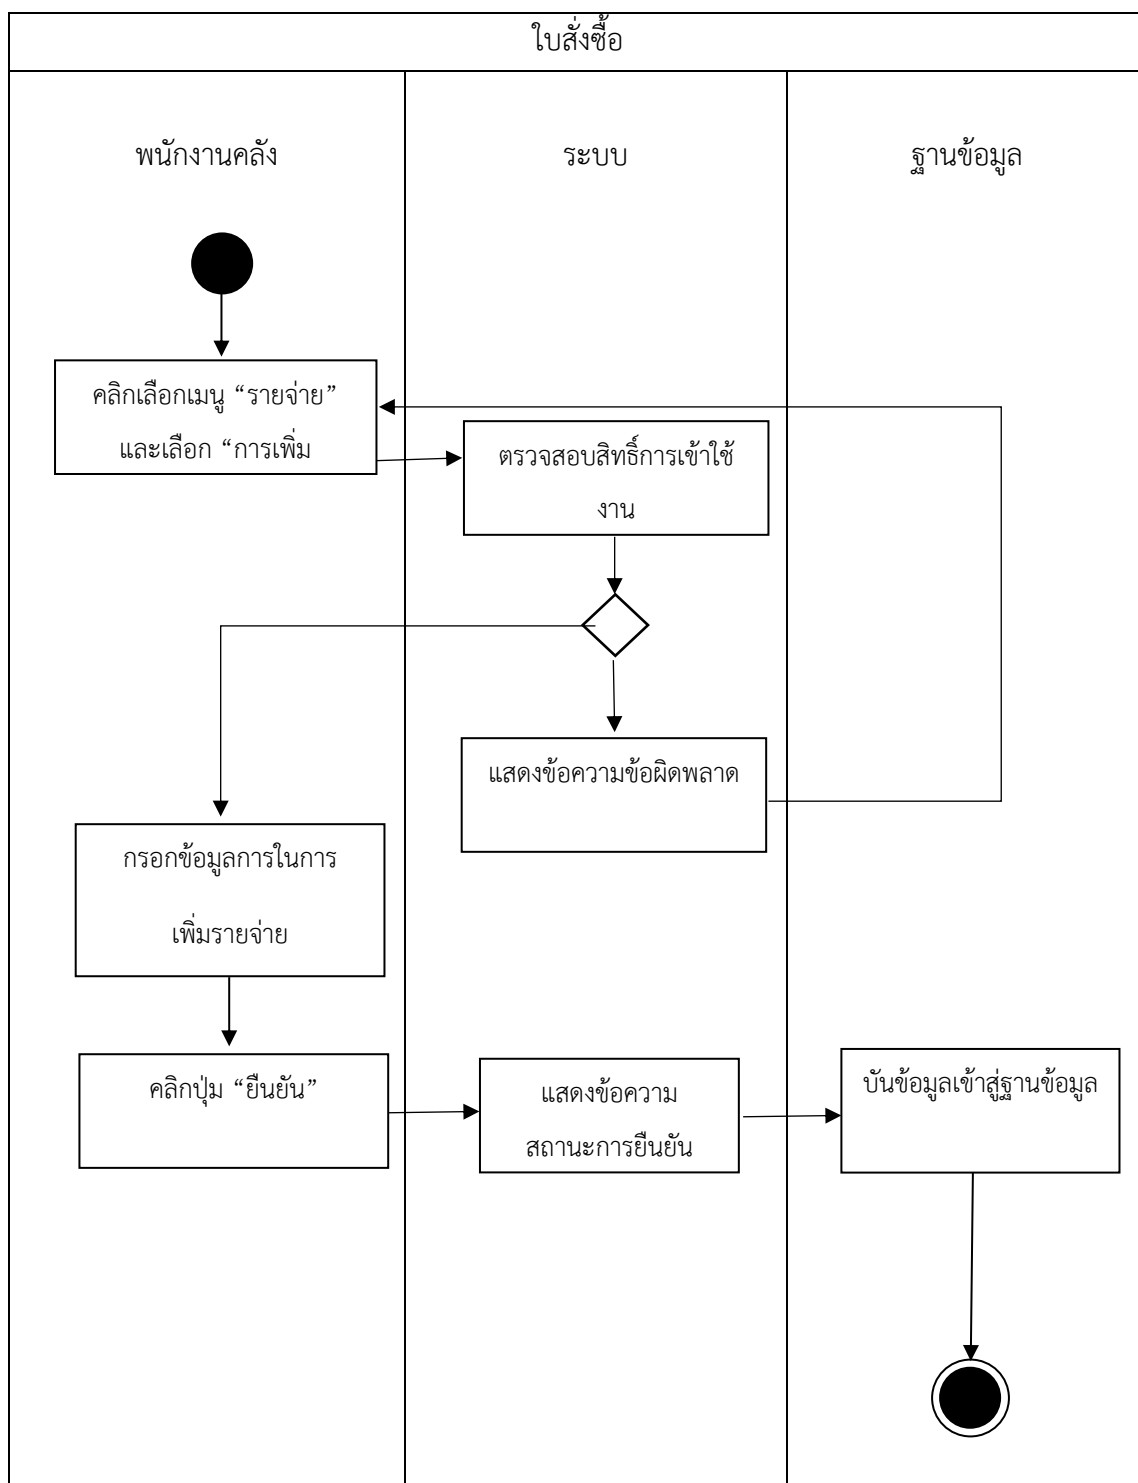 ใบสั่งซื้อ
พนักงานคลัง
ระบบ
ฐานข้อมูล
คลิกเลือกเมนู “รายจ่าย”
และเลือก “การเพิ่ม
ตรวจสอบสิทธิ์การเข้าใช้
งาน
แสดงข้อความข้อผิดพลาด
กรอกข้อมูลการในการ
เพิ่มรายจ่าย
คลิกปุ่ม “ยืนยัน”
แสดงข้อความ
สถานะการยืนยัน
บันข้อมูลเข้าสู่ฐานข้อมูล